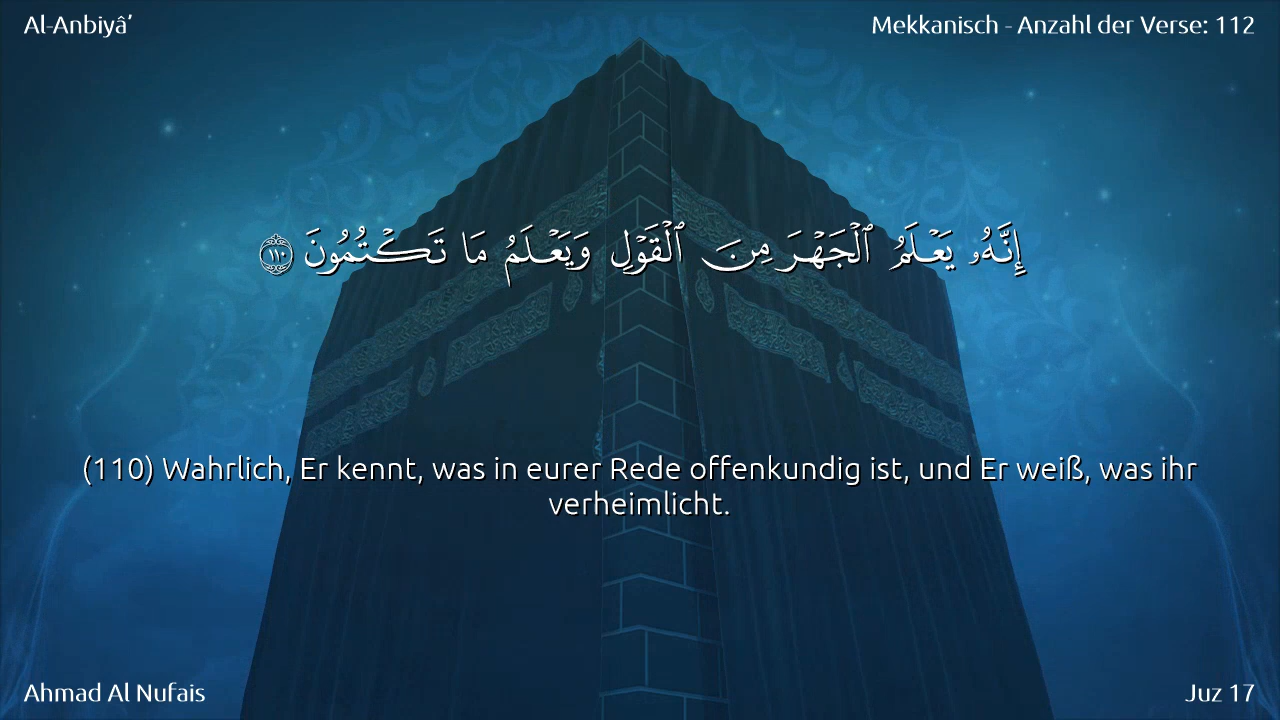 Al-Anbiyâ’
Mekkanisch - Anzahl der Verse: 112
إِنَّهُۥ يَعْلَمُ ٱلْجَهْرَ مِنَ ٱلْقَوْلِ وَيَعْلَمُ مَا تَكْتُمُونَ ١١٠
(110) Wahrlich, Er kennt, was in eurer Rede offenkundig ist, und Er weiß, was ihr
verheimlicht.
Ahmad Al Nufais
Juz 17